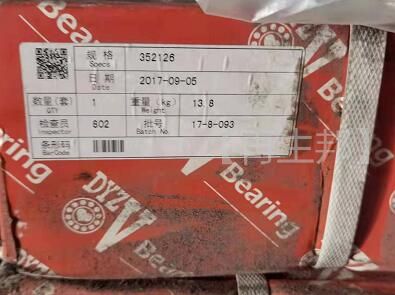 规格 Specs 352126
日期 Date 2017-09-05
数量(套) QTY 1 重量(kg) Weight 13.8
检查员 Inspector 802 批号 Batch No. 17-8-093
条形码 BarCode
Bearing
Bearing
DYZV
Bearing